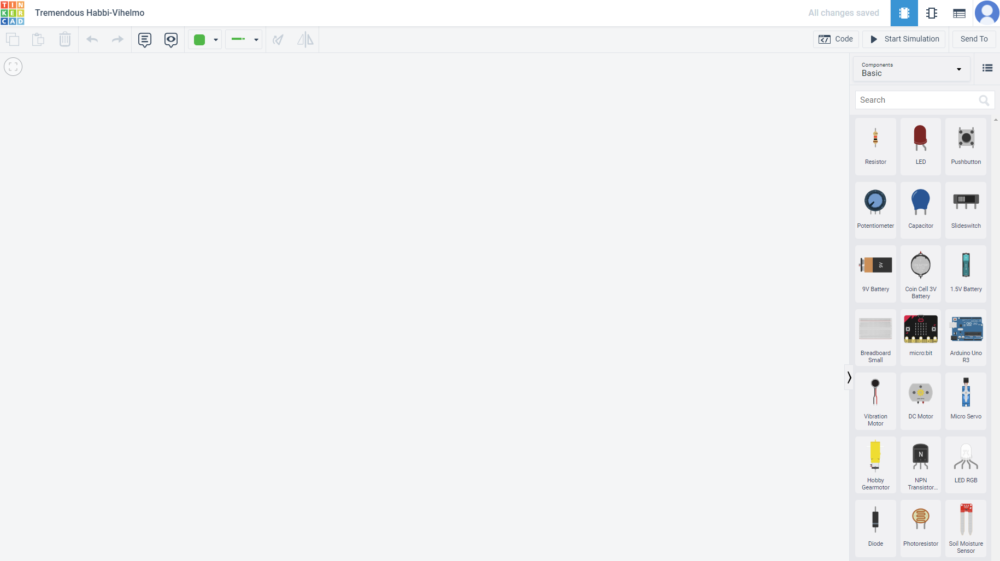 TIN
KER
CAD
Tremendous Habbi-Vihelmo
All changes saved
Code
Start Simulation
Send To
Components
Basic
Search
Resistor
LED
Pushbutton
Potentiometer
Capacitor
Slideswitch
9V
9V Battery
Coin Cell 3V
Battery
1.5V Battery
Breadboard
Small
micro:bit
Arduino Uno
R3
Vibration
Motor
DC Motor
Micro Servo
Hobby
Gearmotor
N
NPN
Transistor...
LED RGB
Diode
Photoresistor
Soil Moisture
Sensor